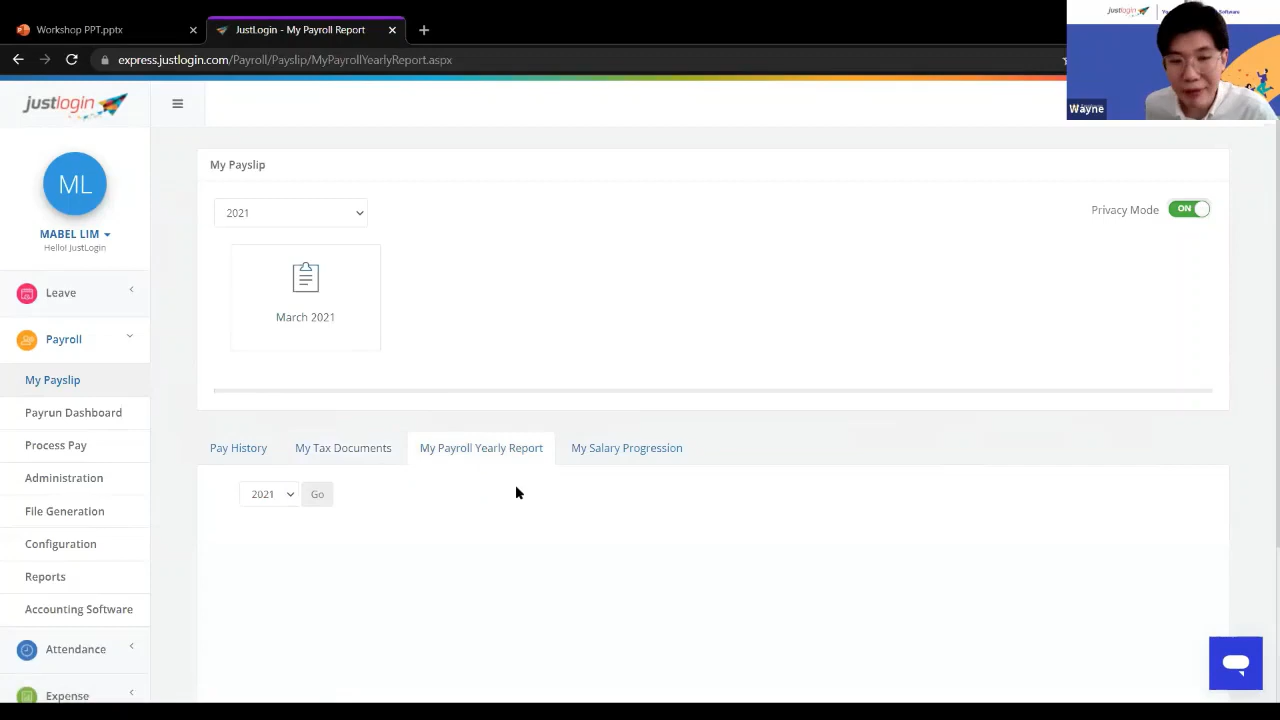 Workshop PPT.pptx
JustLogin - My Payroll Report
express.justlogin.com/Payroll/Payslip/MyPayrollYearlyReport.aspx
justlogin
Software
Wayne
justlogin
ML
MABEL LIM
Hello! JustLogin
Leave
Payroll
My Payslip
Payrun Dashboard
Process Pay
Administration
File Generation
Configuration
Reports
Accounting Software
Attendance
Expense
My Payslip
2021
Privacy Mode
ON
March 2021
Pay History
My Tax Documents
My Payroll Yearly Report
My Salary Progression
2021
Go